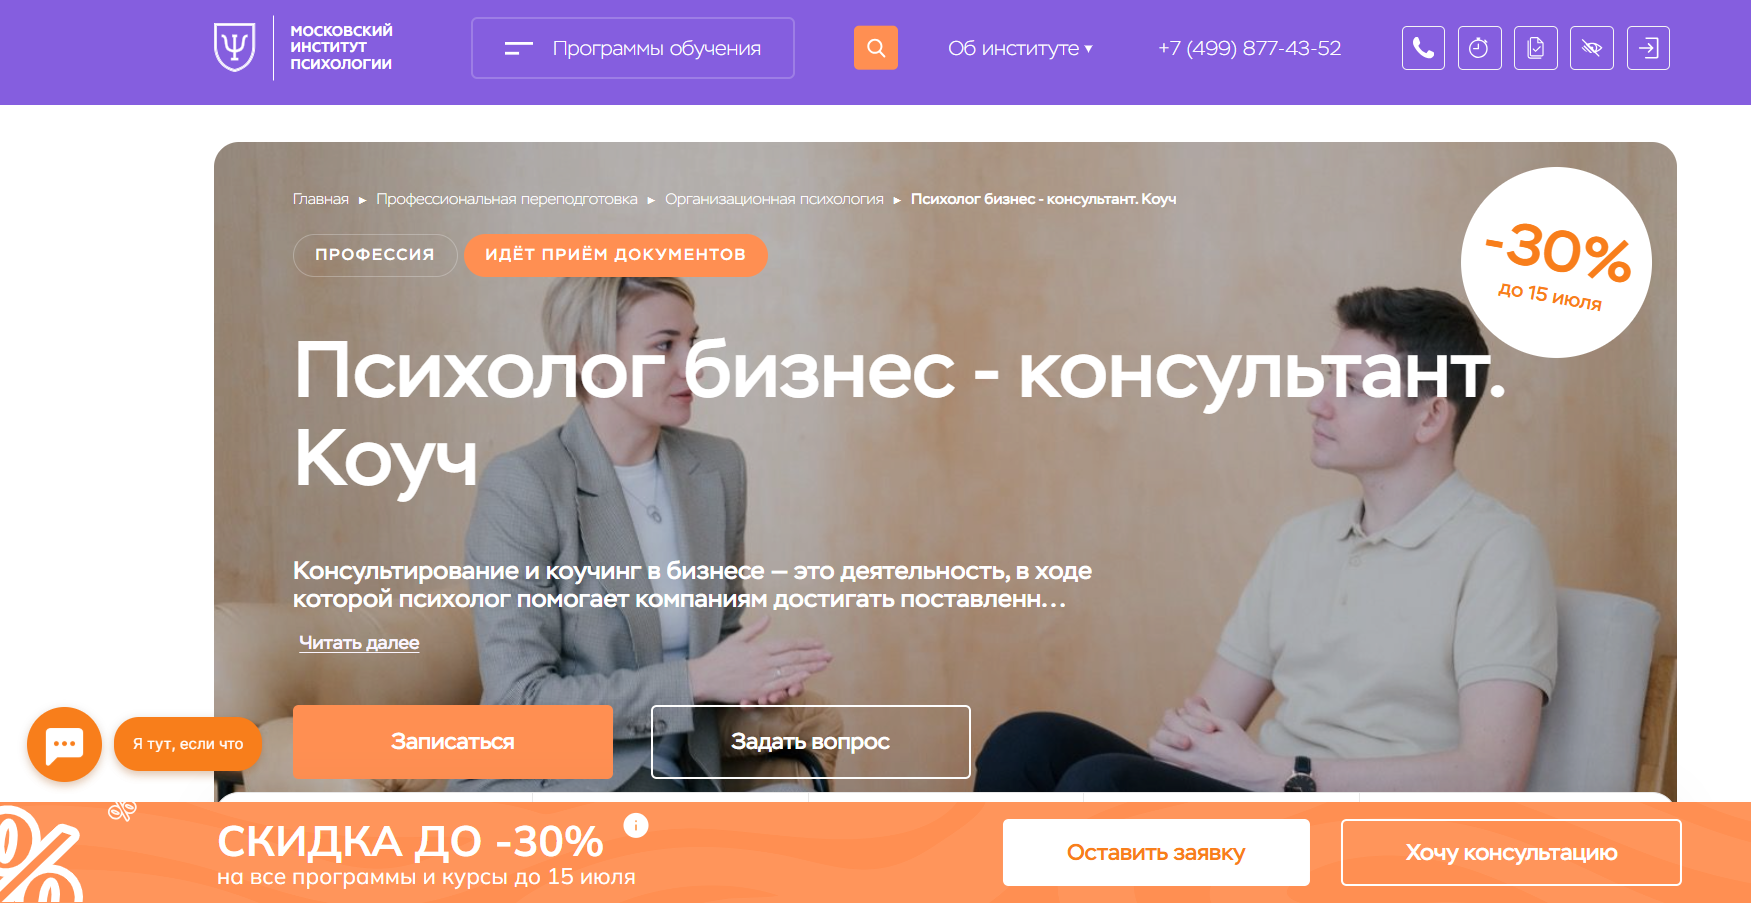 МОСКОВСКИЙ
ИНСТИТУТ
ПСИХОЛОГИИ
Программы обучения
Об институте ▾
+7 (499) 877-43-52
Главная ▸ Профессиональная переподготовка ▸ Организационная психология ▸ Психолог бизнес - консультант. Коуч
ПРОФЕССИЯ
ИДЁТ ПРИЁМ ДОКУМЕНТОВ
-30%
до 15 июля
Психолог бизнес - консультант.
Коуч
Консультирование и коучинг в бизнесе — это деятельность, в ходе
которой психолог помогает компаниям достигать поставленн...
Читать далее
Записаться
Задать вопрос
Я тут, если что
СКИДКА ДО -30%
на все программы и курсы до 15 июля
Оставить заявку
Хочу консультацию